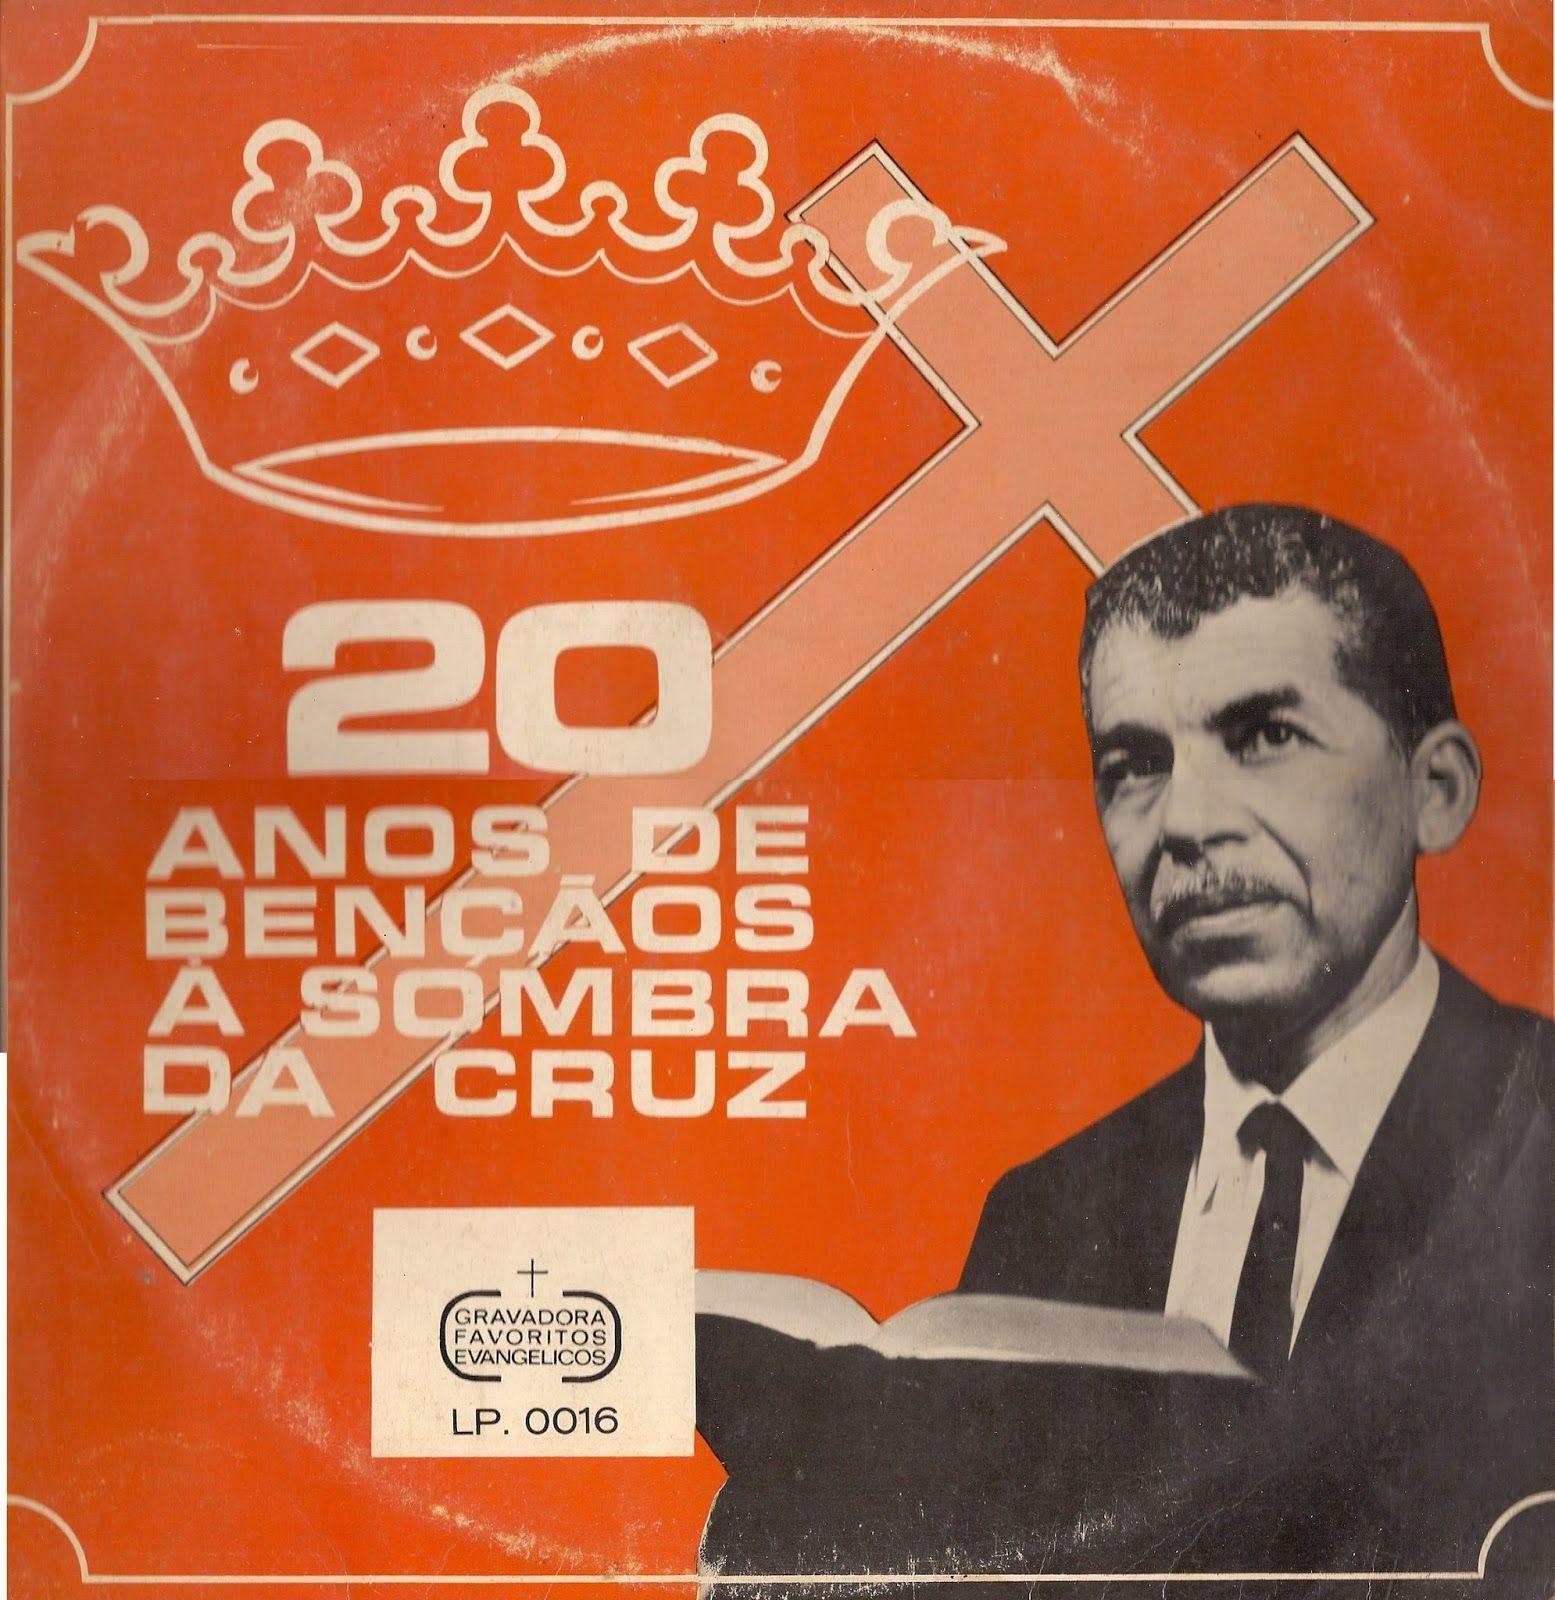 20
ANOS DE
BENÇÃOS
À SOMBRA
DA CRUZ
GRAVADORA
FAVORITOS
EVANGELICOS
LP. 0016